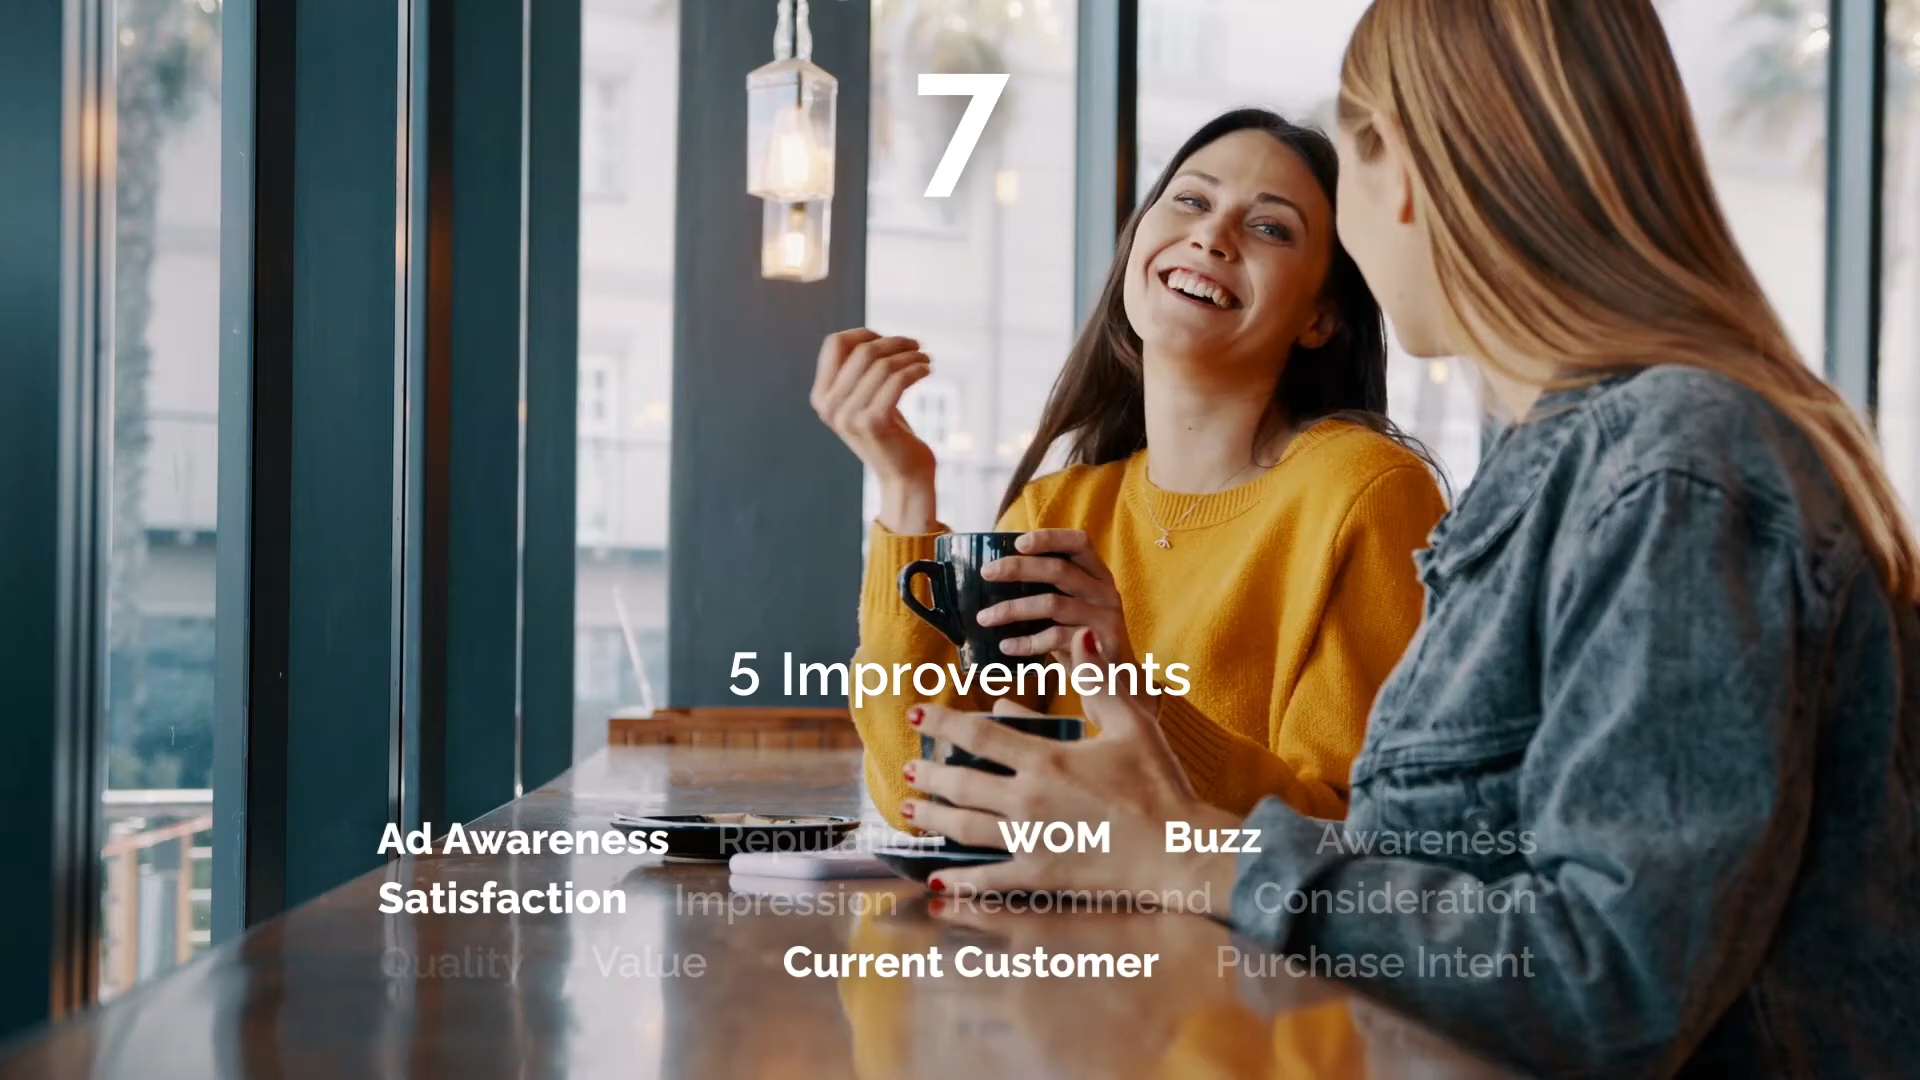 7
5 Improvements
Ad Awareness Reputation WOM Buzz Awareness
Satisfaction Impression Recommend Consideration
Quality Value Current Customer Purchase Intent